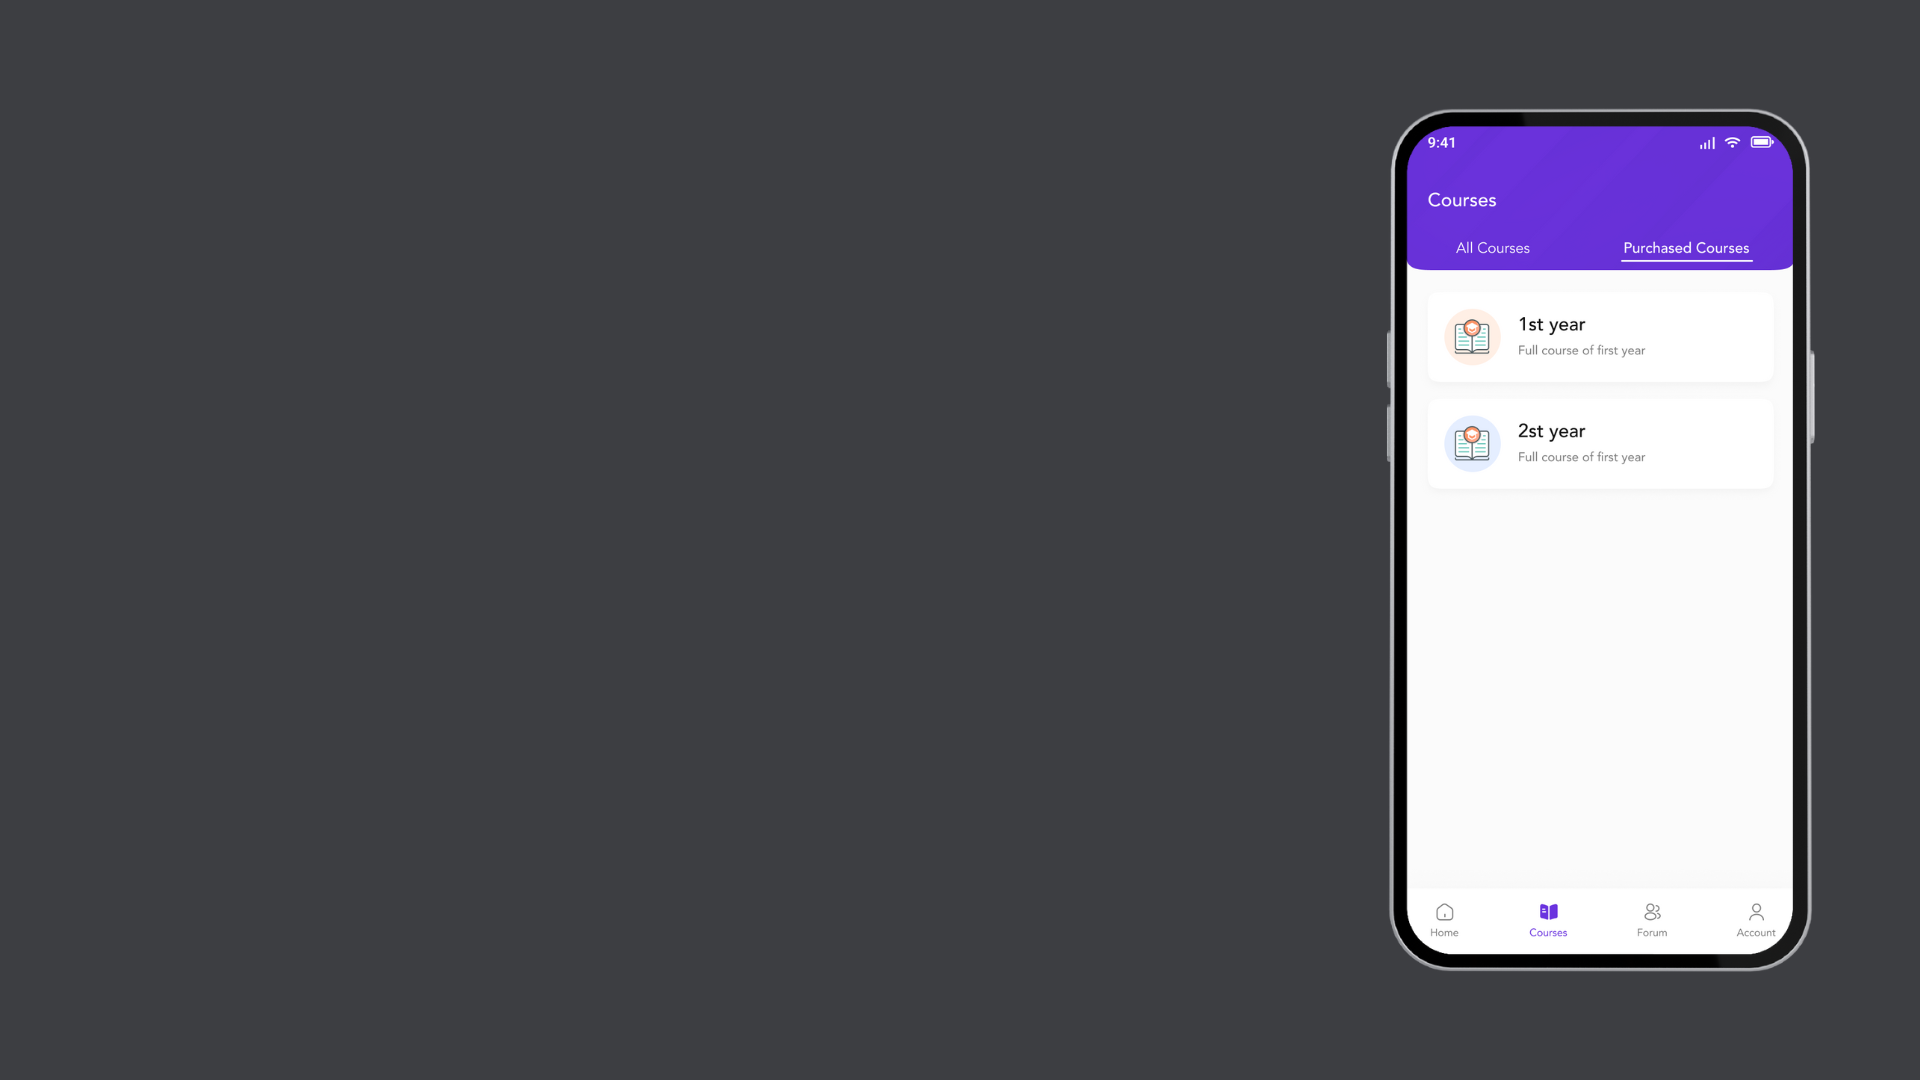 9:41
Courses
All Courses Purchased Courses
1st year
Full course of first year
2st year
Full course of first year
Home Courses Forum Account